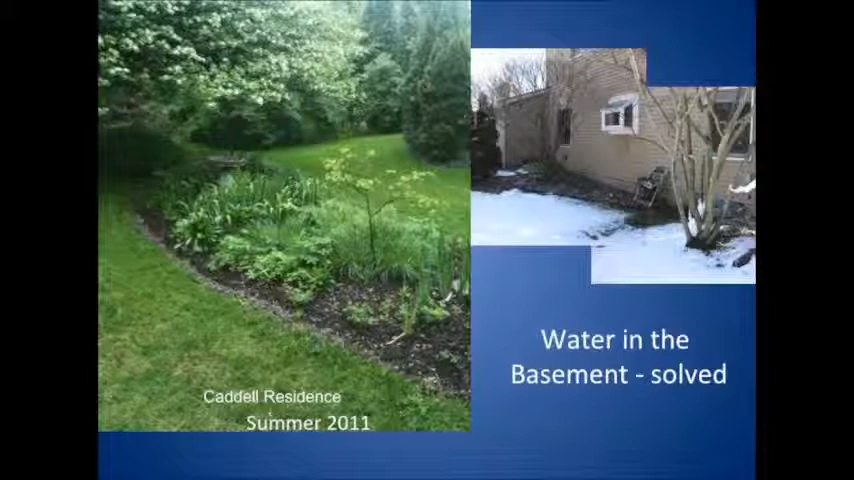 Caddell Residence
Summer 2011
Water in the
Basement - solved